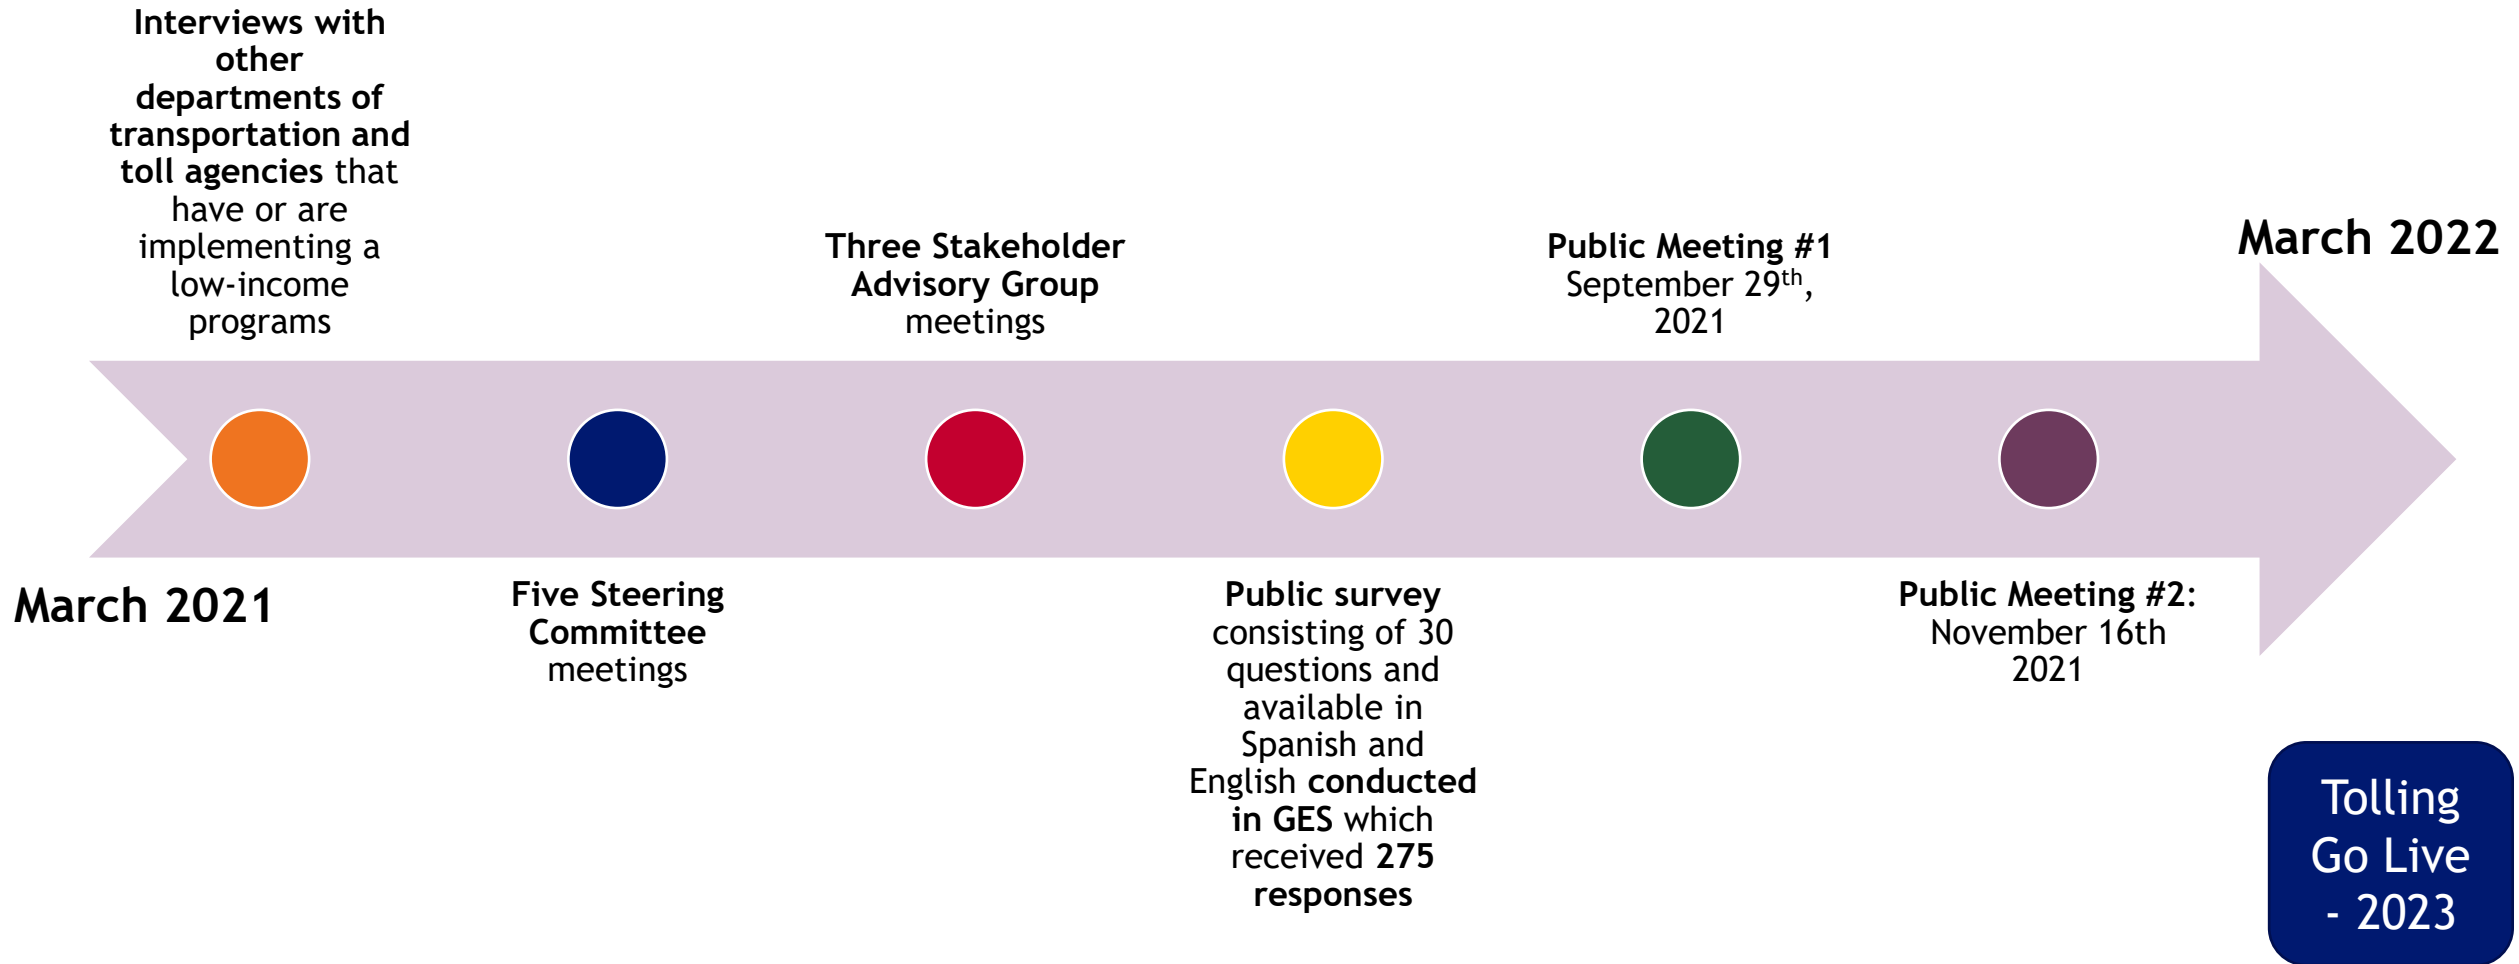 Interviews with
other
departments of
transportation and
toll agencies that
have or are
implementing a
low-income
programs
March 2021
Five Steering
Committee
meetings
Three Stakeholder
Advisory Group
meetings
Public survey
consisting of 30
questions and
available in
Spanish and
English conducted
in GES which
received 275
responses
Public Meeting #1
September 29th,
2021
Public Meeting #2:
November 16th
2021
March 2022
Tolling
Go Live
- 2023